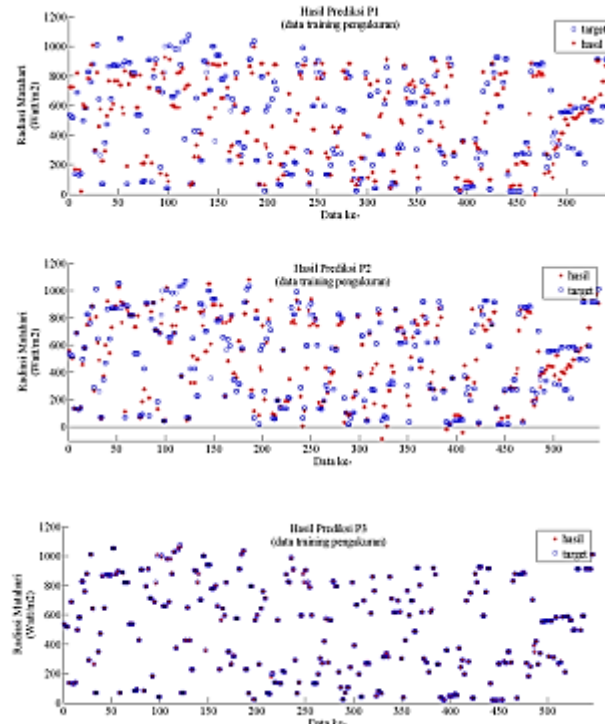 Hasil Prediksi P1
(data training pengukuran)
target
hasil
Radiasi Matahari
(Watt/m2)
1200
1000
800
600
400
200
0
0 50 100 150 200 250 300 350 400 450 500
Data ke-
Hasil Prediksi P2
(data training pengukuran)
hasil
target
Radiasi Matahari
(Watt/m2)
1200
1000
800
600
400
200
0
0 50 100 150 200 250 300 350 400 450 500
Data ke-
Hasil Prediksi P3
(data training pengukuran)
hasil
target
Radiasi Matahari
(Watt/m2)
1200
1000
800
600
400
200
0
0 50 100 150 200 250 300 350 400 450 500
Data ke-